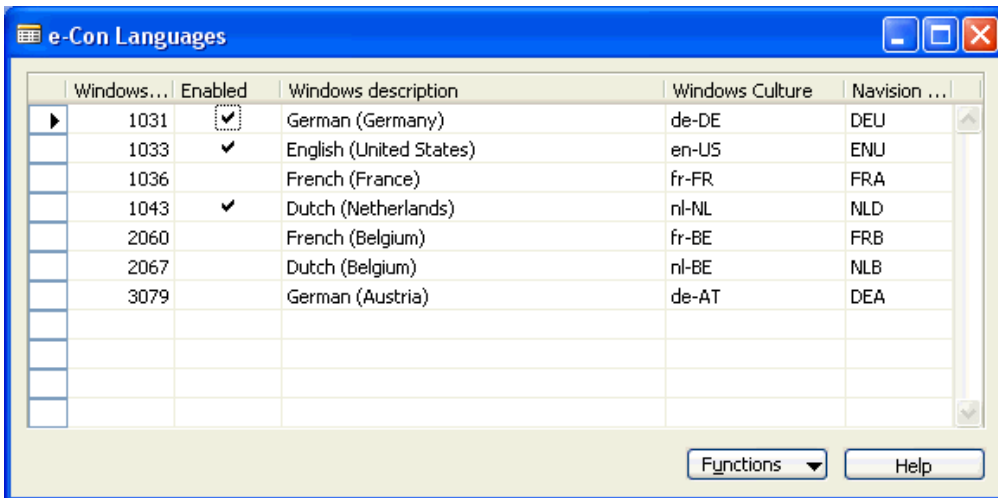 e-Con Languages
Windows... Enabled Windows description Windows Culture Navision ...
1031 German (Germany) de-DE DEU
1033 English (United States) en-US ENU
1036 French (France) fr-FR FRA
1043 Dutch (Netherlands) nl-NL NLD
2060 French (Belgium) fr-BE FRB
2067 Dutch (Belgium) nl-BE NLB
3079 German (Austria) de-AT DEA
Functions Help